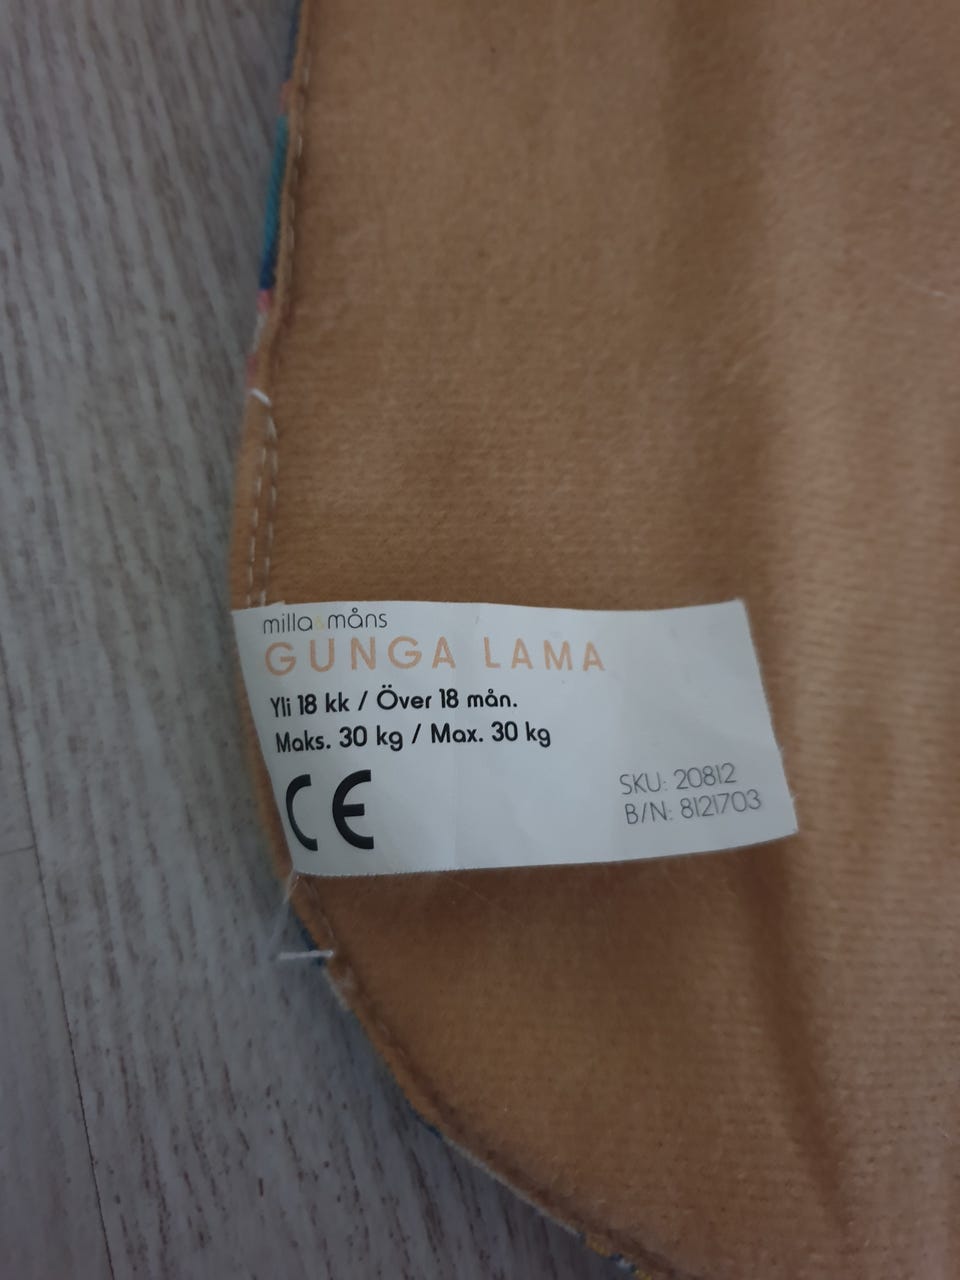 milla&måns
GUNGA LAMA
Yli 18 kk / Över 18 mån.
Maks. 30 kg / Max. 30 kg
CE
SKU: 20812
B/N: 8121703